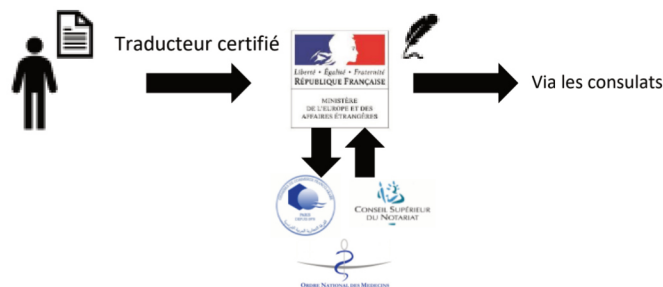 Traducteur certifié
Liberté • Égalité • Fraternité
RÉPUBLIQUE FRANÇAISE
MINISTÈRE
DE L'EUROPE ET DES
AFFAIRES ÉTRANGÈRES
Via les consulats
CONSEIL SUPÉRIEUR
DU NOTARIAT
ORDRE NATIONAL DES MEDECINS